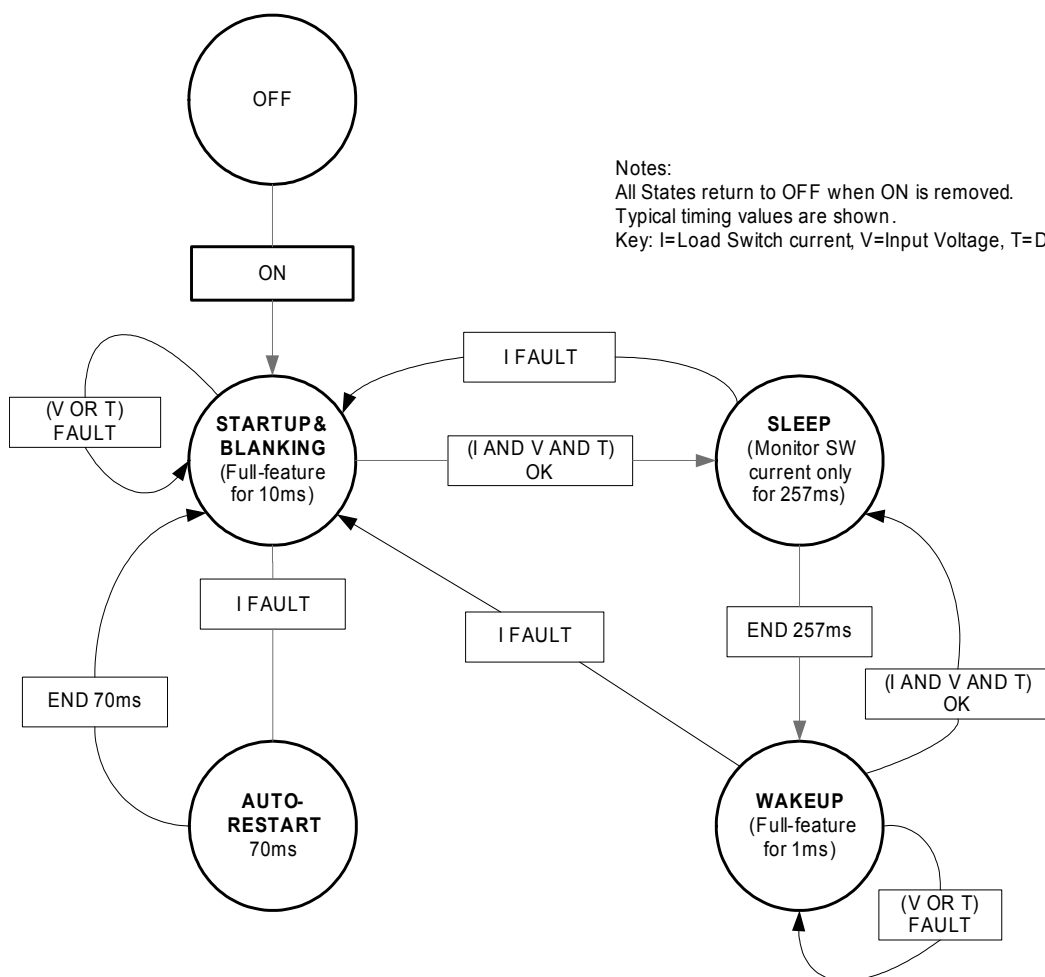 OFF
Notes:
All States return to OFF when ON is removed.
Typical timing values are shown.
Key: I=Load Switch current, V=Input Voltage, T=D
ON
I FAULT
(V OR T)
FAULT
STARTUP &
BLANKING
(Full-feature
for 10ms)
(I AND V AND T)
OK
SLEEP
(Monitor SW
current only
for 257ms)
I FAULT
I FAULT
END 257ms
(I AND V AND T)
OK
END 70ms
AUTO-
RESTART
70ms
WAKEUP
(Full-feature
for 1ms)
(V OR T)
FAULT